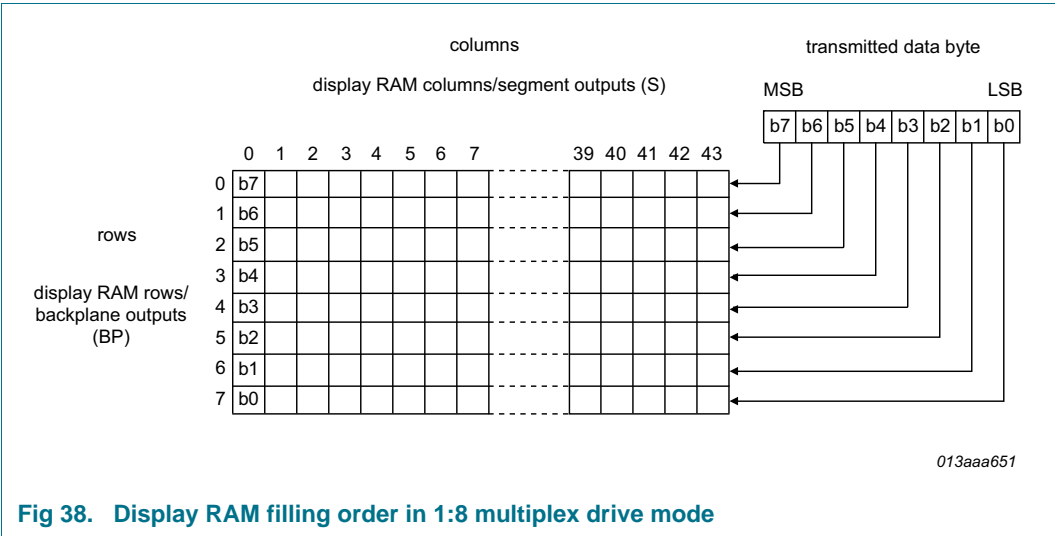 columns
display RAM columns/segment outputs (S)
transmitted data byte
MSB LSB
b7 b6 b5 b4 b3 b2 b1 b0
0 1 2 3 4 5 6 7 39 40 41 42 43
0 b7
1 b6
2 b5
3 b4
4 b3
5 b2
6 b1
7 b0
rows
display RAM rows/
backplane outputs
(BP)
013aaa651
Fig 38. Display RAM filling order in 1:8 multiplex drive mode